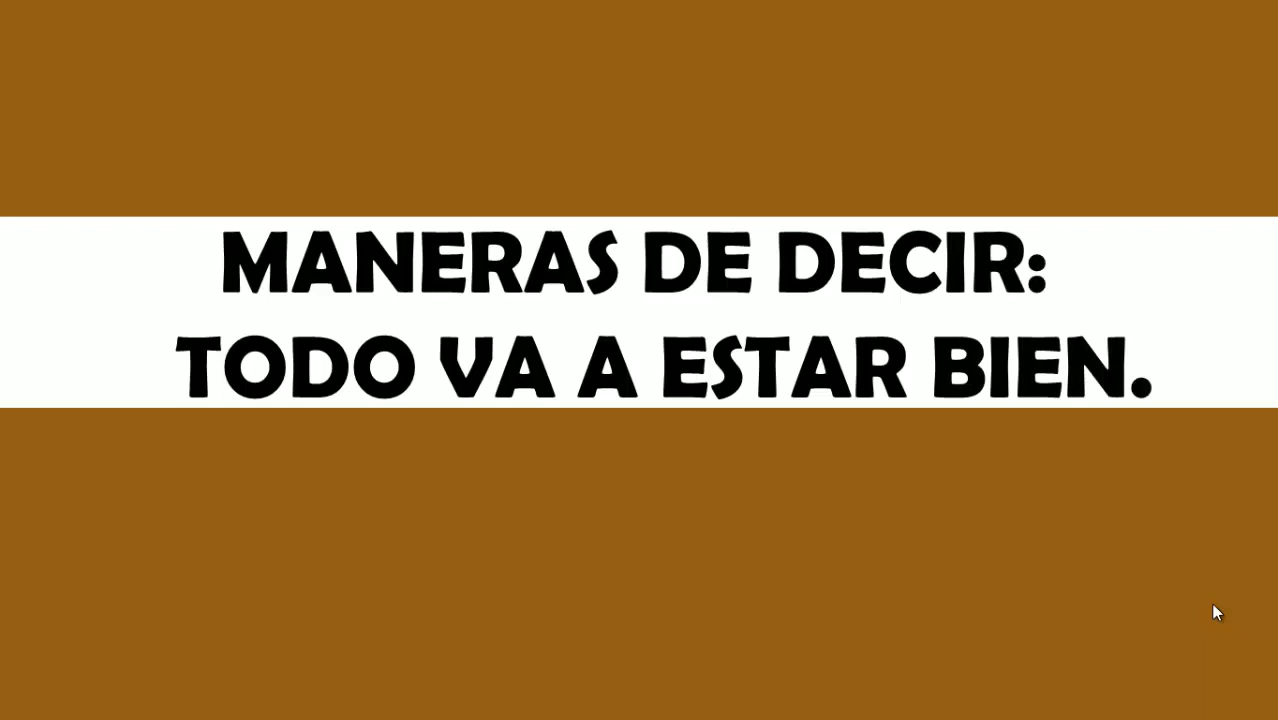 MANERAS DE DECIR:
TODO VA A ESTAR BIEN.